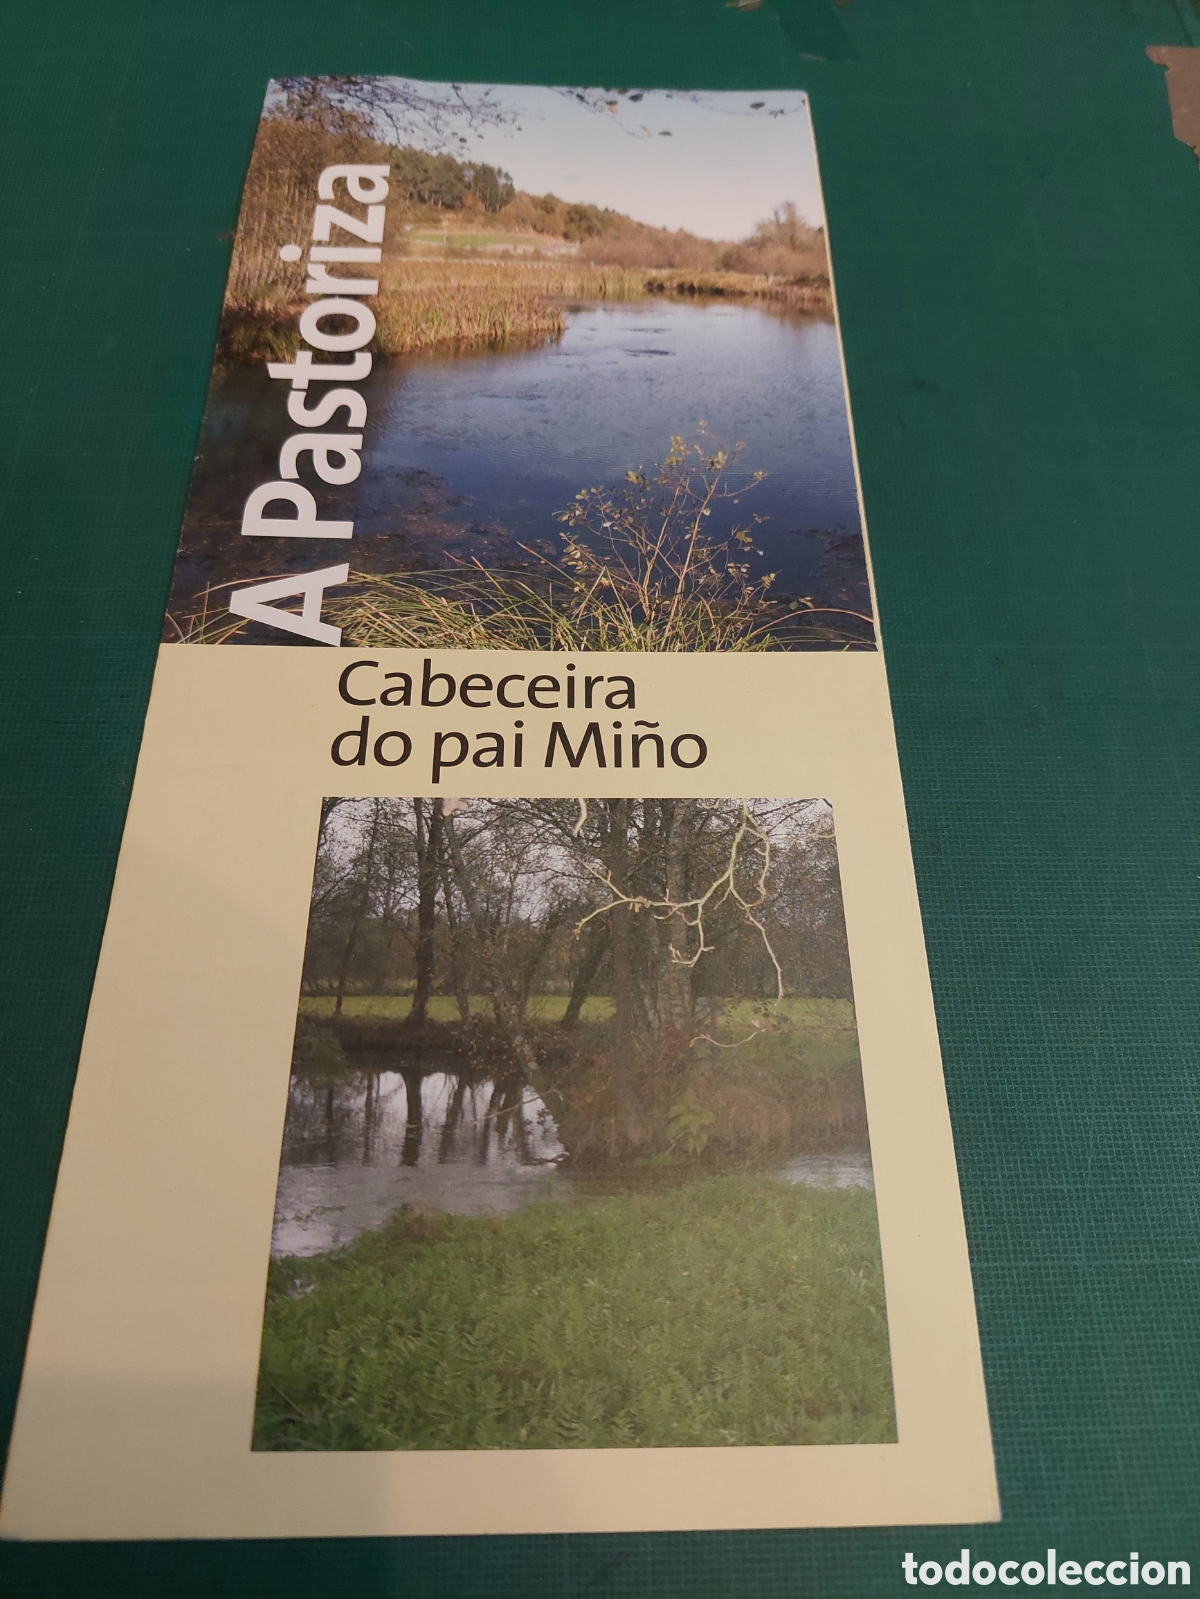 A Pastoriza
Cabeceira
do pai Miño
todocoleccion